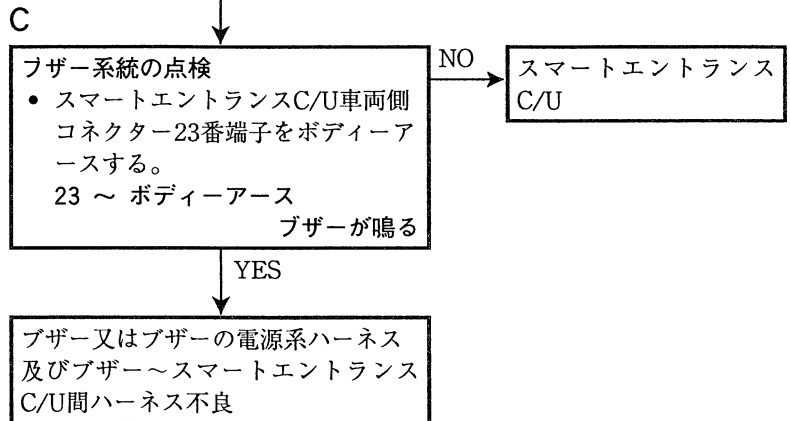 C
ブザー系統の点検
• スマートエントランスC/U車両側
コネクター23番端子をボディーア
ースする。
23 ～ ボディーアース
ブザーが鳴る
NO
スマートエントランス
C/U
YES
ブザー又はブザーの電源系ハーネス
及びブザー～スマートエントランス
C/U間ハーネス不良